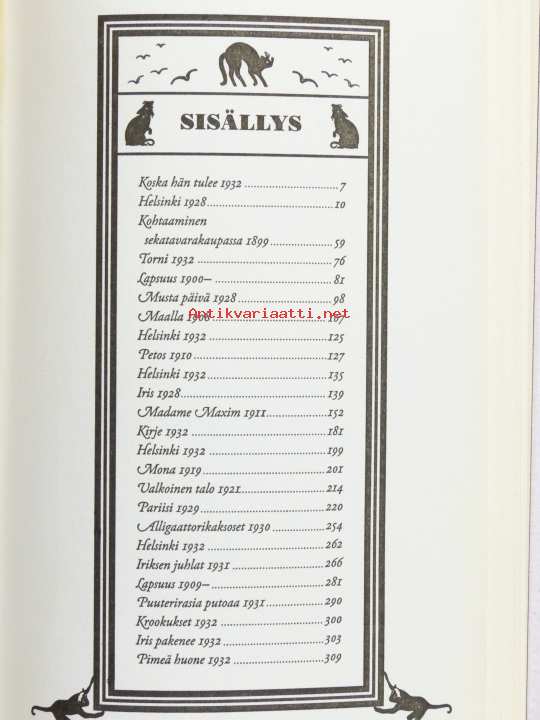 SISÄLLYS
Koska hän tulee 1932 ........ 7
Helsinki 1928 ........ 10
Kohtaaminen
sekatavarakaupassa 1899 ........ 59
Torni 1932 ........ 76
Lapsuus 1900– ........ 81
Musta päivä 1928 ........ 98
Antikvariaatti.net
Maalla 1908 ........ 107
Helsinki 1932 ........ 125
Petos 1910 ........ 127
Helsinki 1932 ........ 135
Iris 1928 ........ 139
Madame Maxim 1911 ........ 152
Kirje 1932 ........ 181
Helsinki 1932 ........ 199
Mona 1919 ........ 201
Valkoinen talo 1921 ........ 214
Pariisi 1929 ........ 220
Alligaattorikaksoset 1930 ........ 254
Helsinki 1932 ........ 262
Iriksen juhlat 1931 ........ 266
Lapsuus 1909– ........ 281
Puuterirasia putoaa 1931 ........ 290
Krookukset 1932 ........ 300
Iris pakenee 1932 ........ 303
Pimeä huone 1932 ........ 309